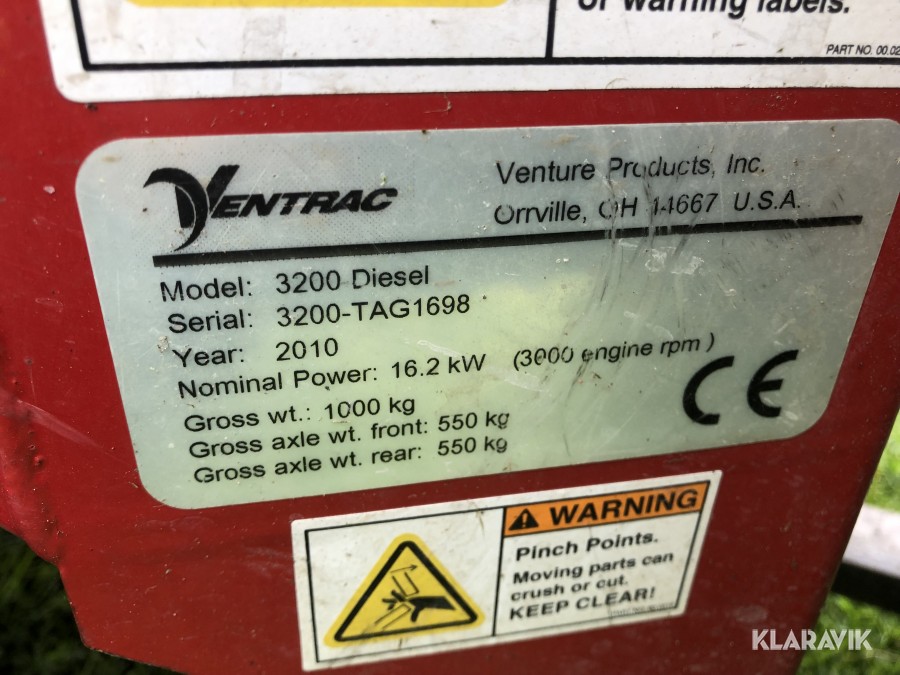 or warning labels.
PART NO. 00.02
VENTRAC
Venture Products, Inc.
Orrville, OH 44667 U.S.A.
Model: 3200 Diesel
Serial: 3200-TAG1698
Year: 2010
Nominal Power: 16.2 kW (3000 engine rpm)
Gross wt.: 1000 kg
Gross axle wt. front: 550 kg
Gross axle wt. rear: 550 kg
CE
WARNING
Pinch Points.
Moving parts can
crush or cut.
KEEP CLEAR!
KLARAVIK